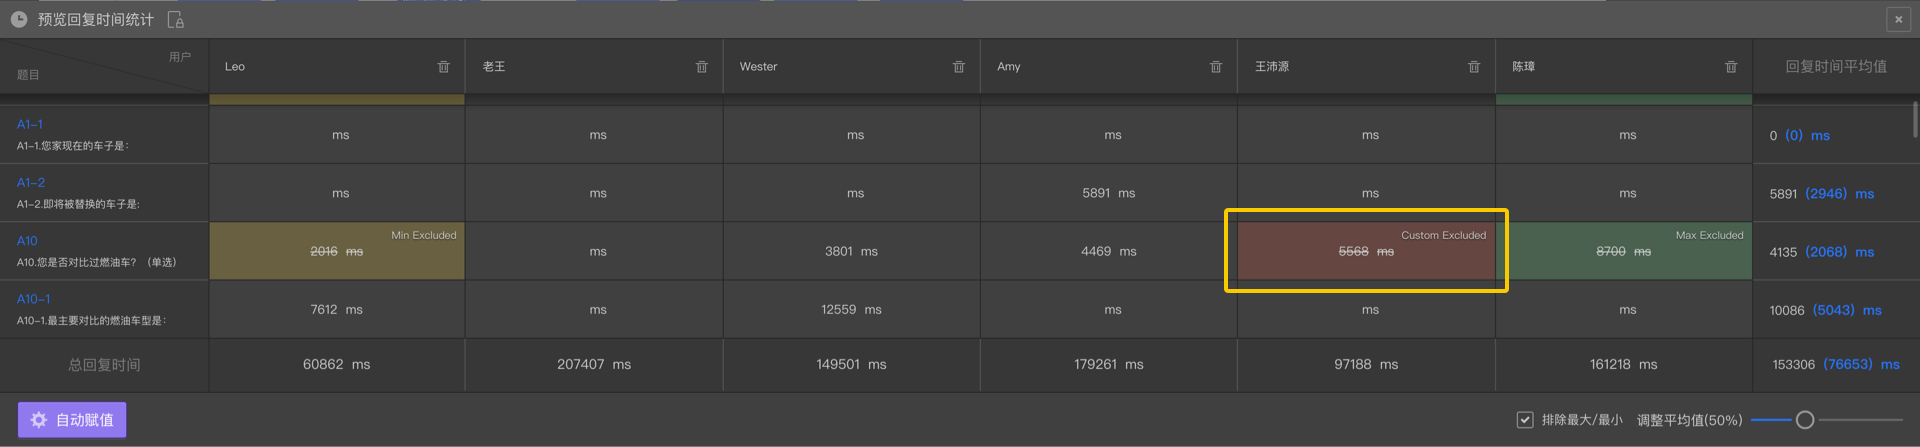 预览回复时间统计
用户
题目
Leo
老王
Wester
Amy
王沛源
陈璋
回复时间平均值
A1-1
A1-1.您家现在的车子是:
ms
ms
ms
ms
ms
ms
0 (0) ms
A1-2
A1-2.即将被替换的车子是:
ms
ms
ms
5891 ms
ms
ms
5891 (2946) ms
A10
A10.您是否对比过燃油车？（单选）
Min Excluded
2016 ms
ms
3801 ms
4469 ms
Custom Excluded
5568 ms
Max Excluded
8700 ms
4135 (2068) ms
A10-1
A10-1.最主要对比的燃油车型是:
7612 ms
ms
12559 ms
ms
ms
ms
10086 (5043) ms
总回复时间
60862 ms
207407 ms
149501 ms
179261 ms
97188 ms
161218 ms
153306 (76653) ms
自动赋值
排除最大/最小
调整平均值(50%)